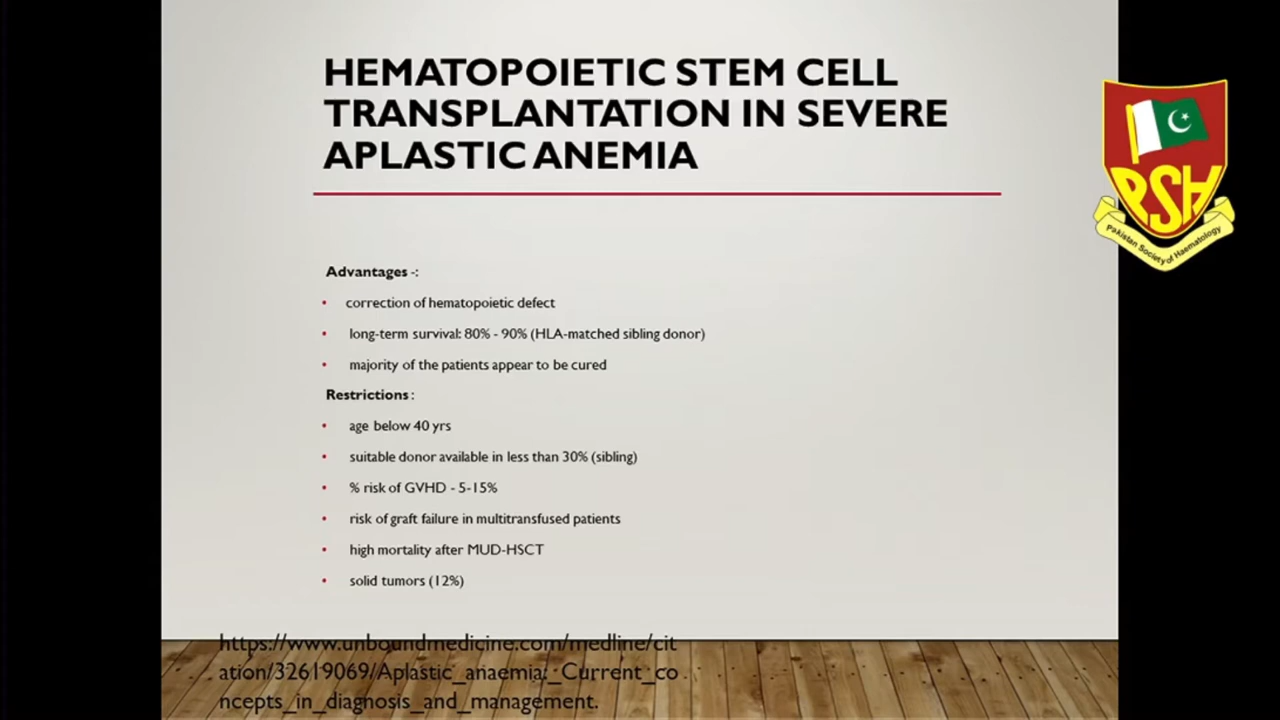 HEMATOPOIETIC STEM CELL
TRANSPLANTATION IN SEVERE
APLASTIC ANEMIA
PSH
Pakistan Society of Haematology
Advantages -:
• correction of hematopoietic defect
• long-term survival: 80% - 90% (HLA-matched sibling donor)
• majority of the patients appear to be cured
Restrictions :
• age below 40 yrs
• suitable donor available in less than 30% (sibling)
• % risk of GVHD - 5-15%
• risk of graft failure in multitransfused patients
• high mortality after MUD-HSCT
• solid tumors (12%)
https://www.unboundmedicine.com/medline/cit
ation/32619069/Aplastic_anaemia:_Current_co
ncepts_in_diagnosis_and_management.